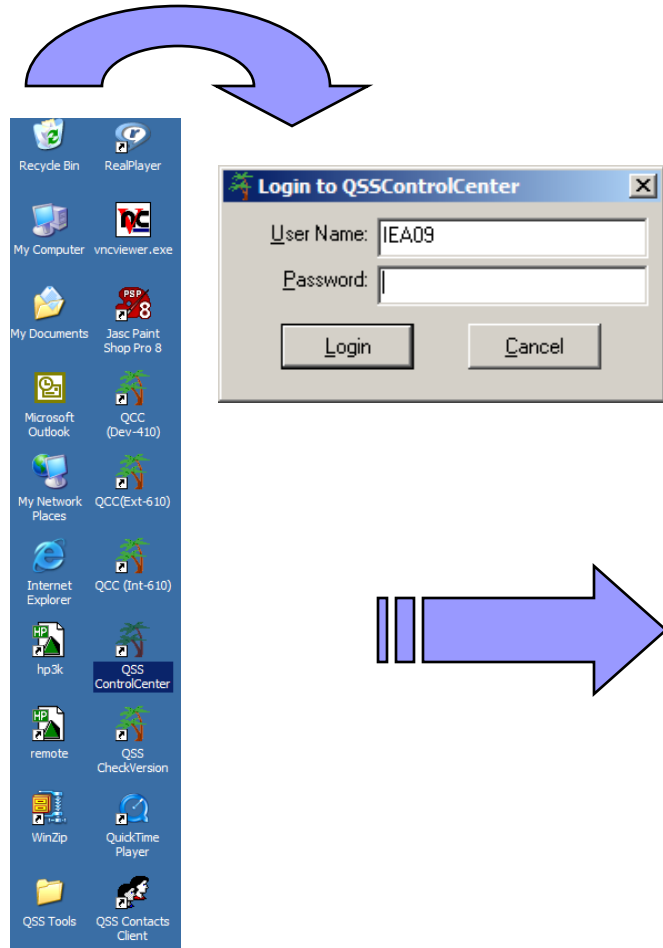 Recycle Bin
RealPlayer
My Computer
vncviewer.exe
My Documents
Jasc Paint
Shop Pro 8
Microsoft
Outlook
QCC
(Dev-410)
My Network
Places
QCC(Ext-610)
Internet
Explorer
QCC (Int-610)
hp3k
QSS
ControlCenter
remote
QSS
CheckVersion
WinZip
QuickTime
Player
QSS Tools
QSS Contacts
Client
Login to QSSControlCenter
User Name: IEA09
Password:
Login
Cancel